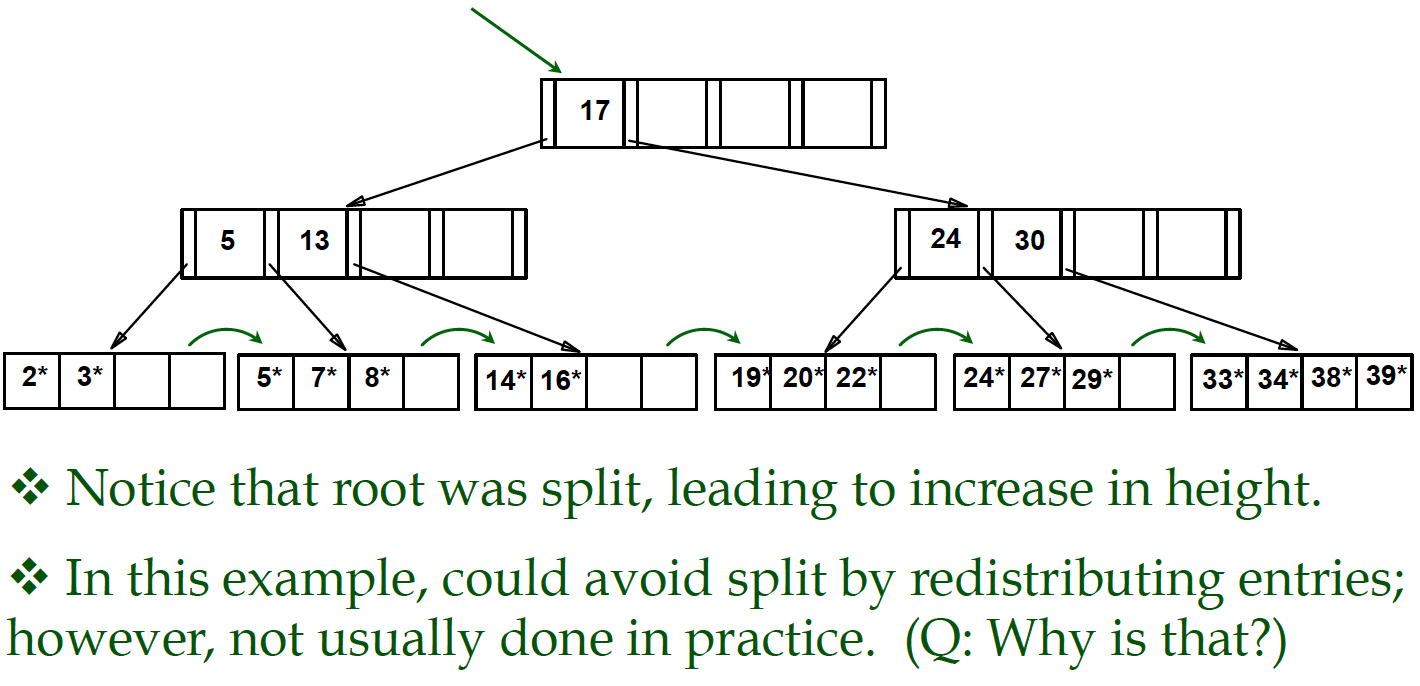 17
5 13
24 30
2* 3*
5* 7* 8*
14* 16*
19* 20* 22*
24* 27* 29*
33* 34* 38* 39*
❖ Notice that root was split, leading to increase in height.
❖ In this example, could avoid split by redistributing entries;
however, not usually done in practice. (Q: Why is that?)